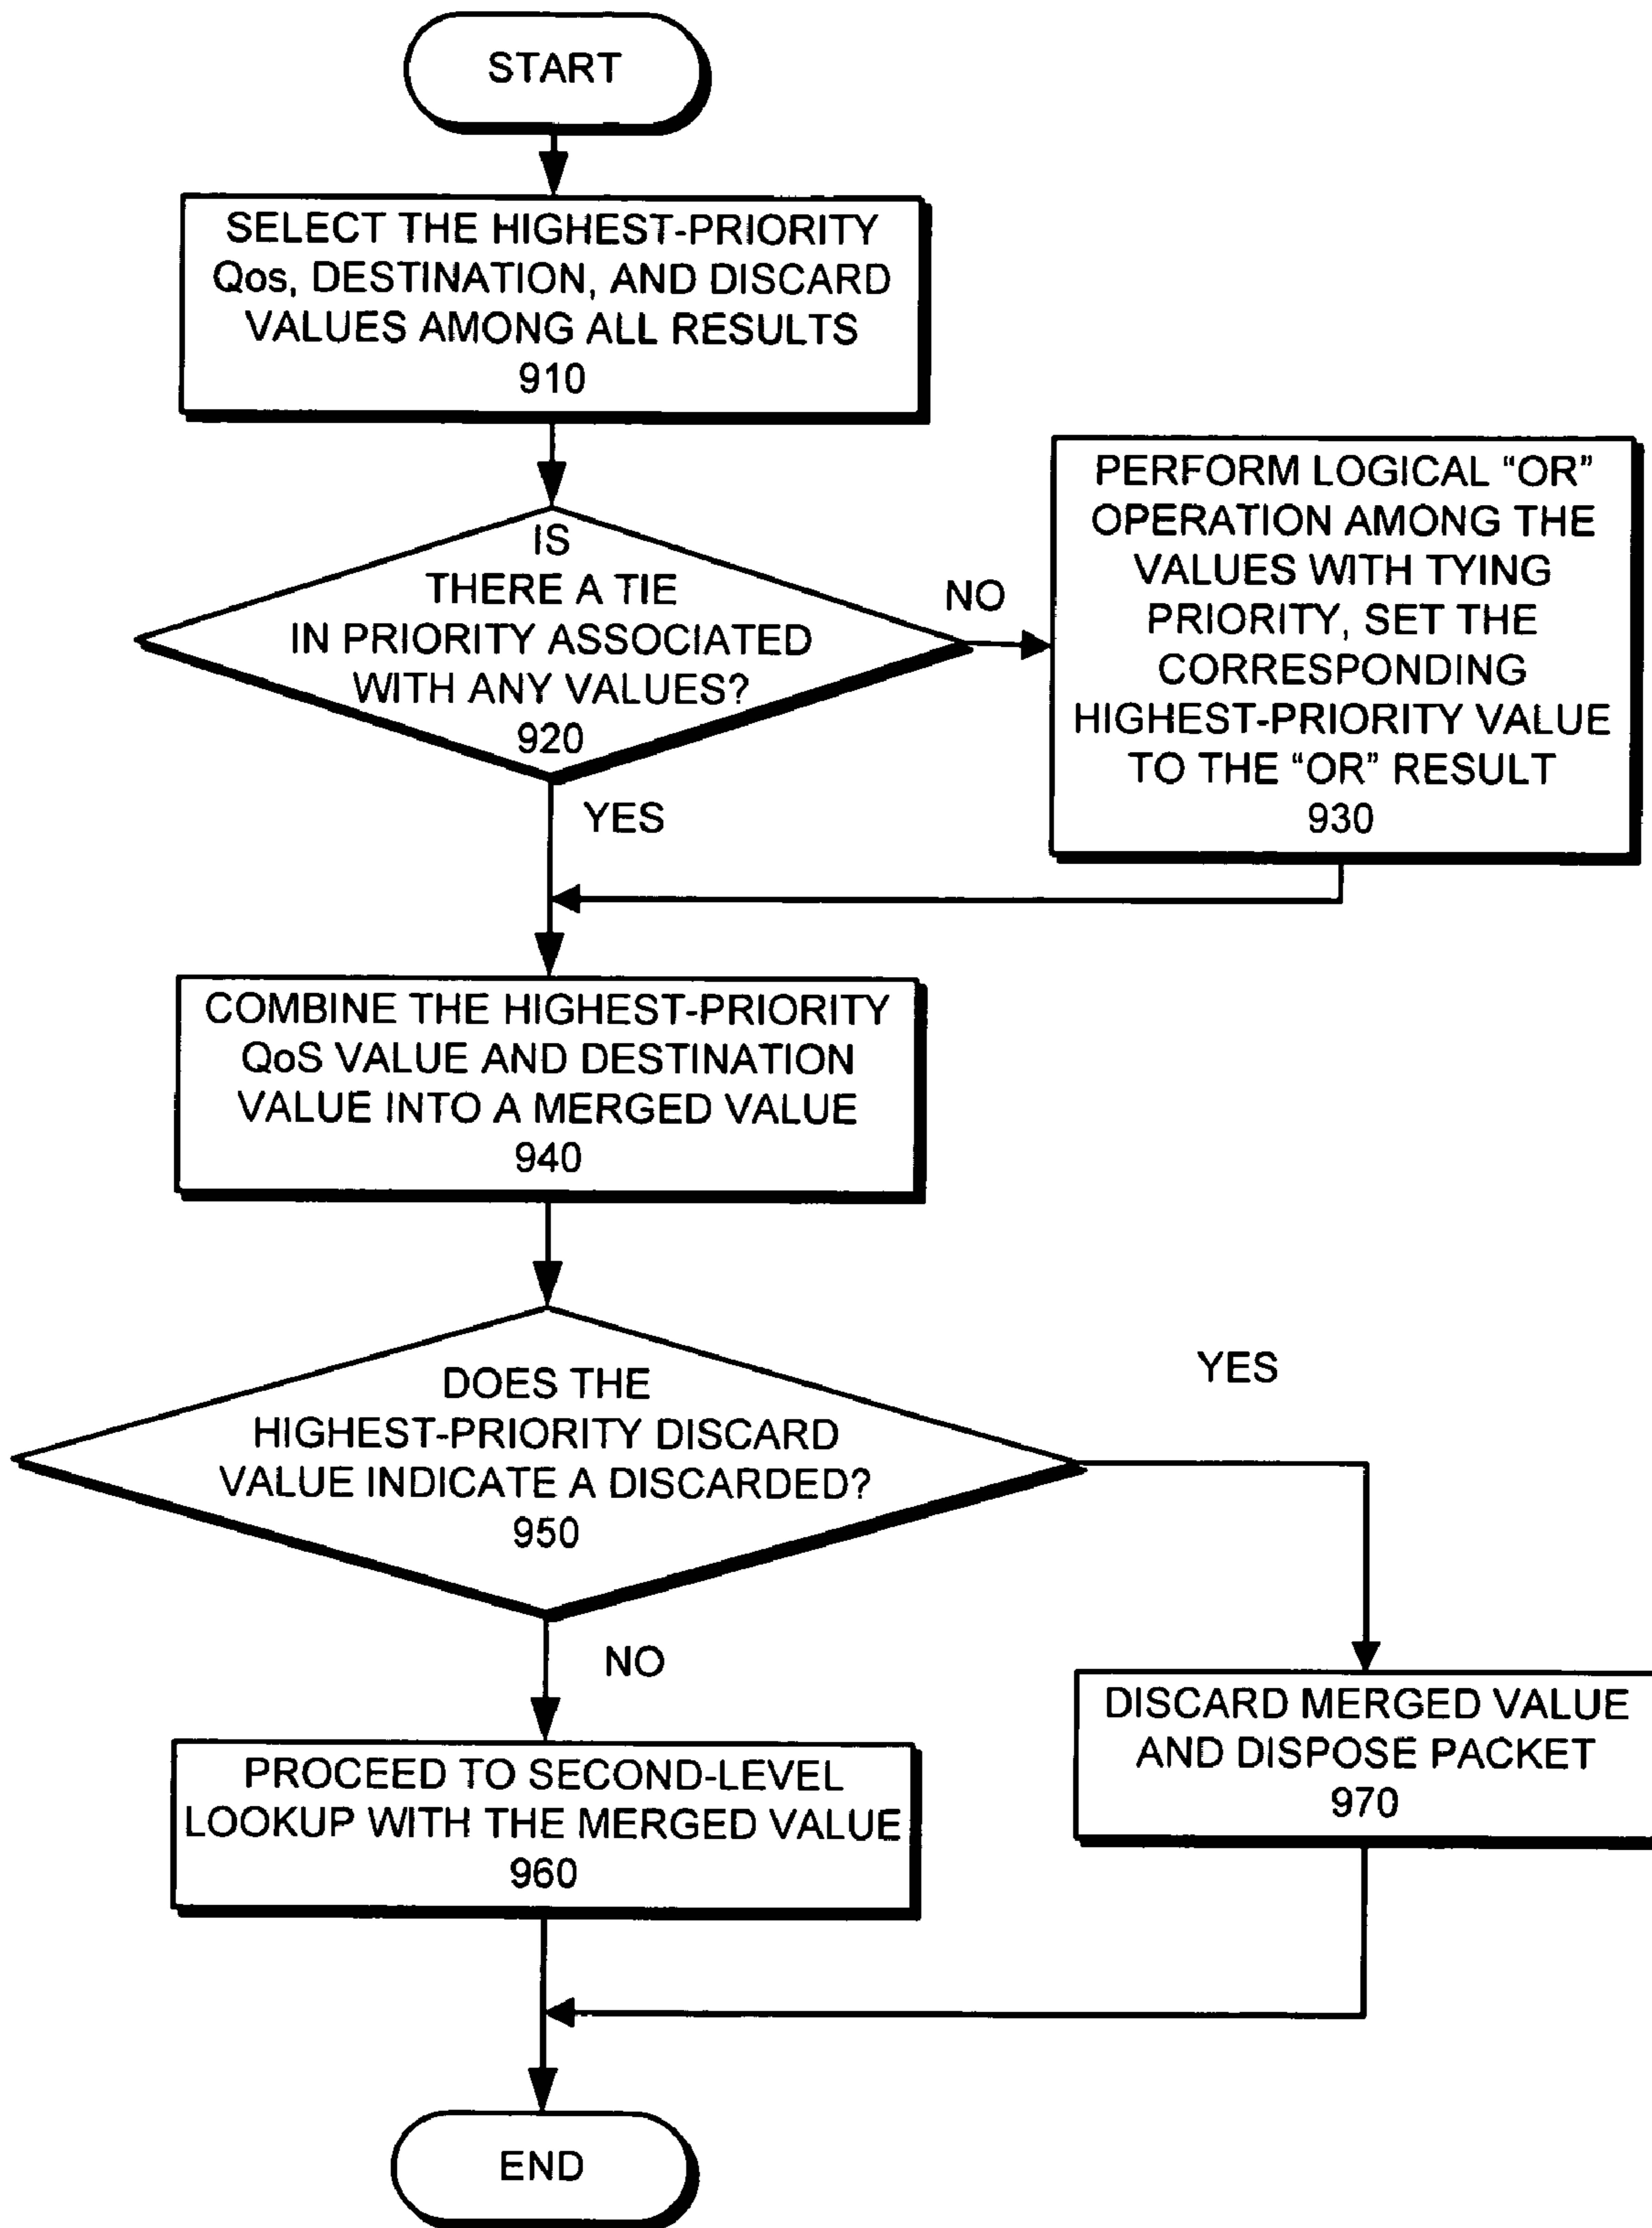 START
SELECT THE HIGHEST-PRIORITY
Qos, DESTINATION, AND DISCARD
VALUES AMONG ALL RESULTS
910
IS
THERE A TIE
IN PRIORITY ASSOCIATED
WITH ANY VALUES?
920
NO
PERFORM LOGICAL “OR”
OPERATION AMONG THE
VALUES WITH TYING
PRIORITY, SET THE
CORRESPONDING
HIGHEST-PRIORITY VALUE
TO THE “OR” RESULT
930
YES
COMBINE THE HIGHEST-PRIORITY
QoS VALUE AND DESTINATION
VALUE INTO A MERGED VALUE
940
DOES THE
HIGHEST-PRIORITY DISCARD
VALUE INDICATE A DISCARDED?
950
YES
NO
DISCARD MERGED VALUE
AND DISPOSE PACKET
970
PROCEED TO SECOND-LEVEL
LOOKUP WITH THE MERGED VALUE
960
END